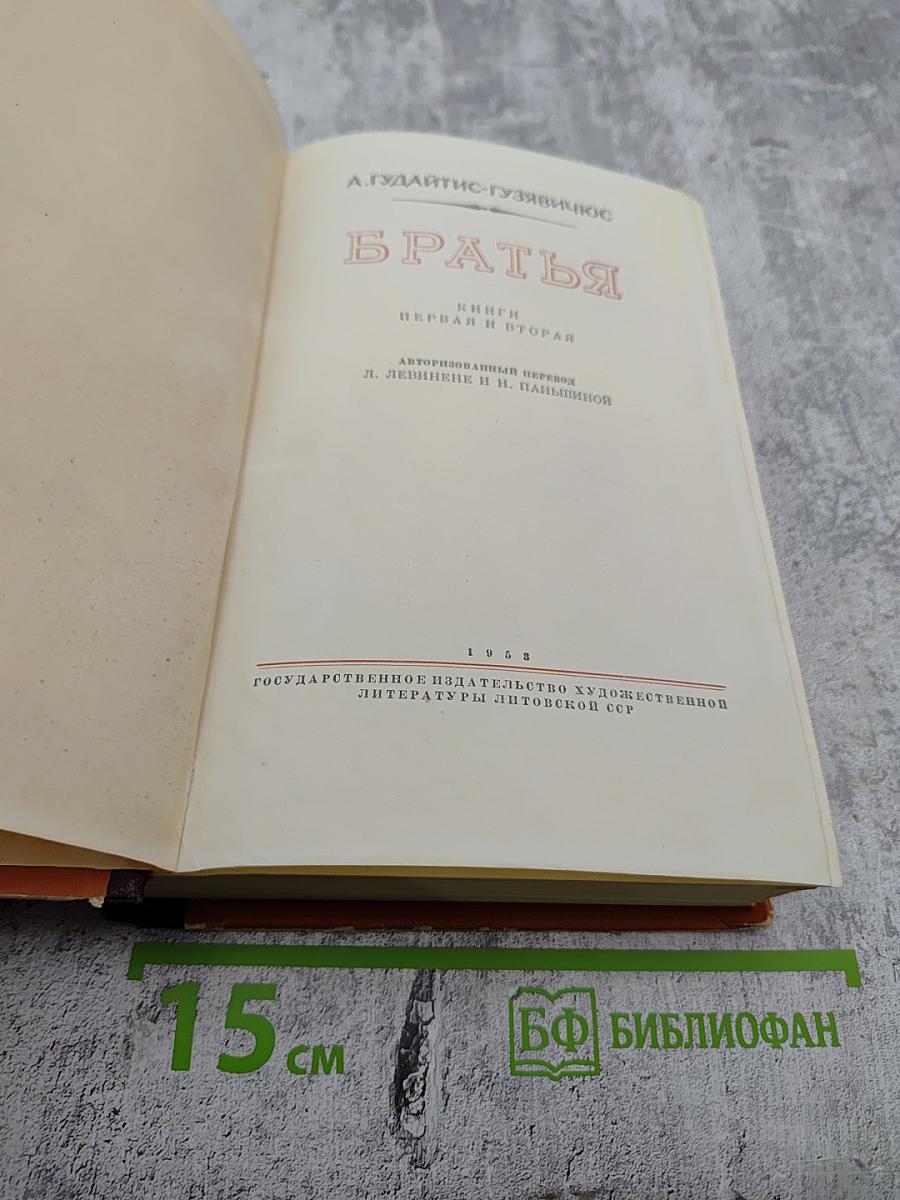 А. ГУДАЙТИС-ГУЗЯВИЧЮС
БРАТЬЯ
КНИГИ
ПЕРВАЯ И ВТОРАЯ
АВТОРИЗОВАННЫЙ ПЕРЕВОД
Л. ЛЕВИНЕНЕ И Н. ПАНЬШИНОЙ
1953
ГОСУДАРСТВЕННОЕ ИЗДАТЕЛЬСТВО ХУДОЖЕСТВЕННОЙ
ЛИТЕРАТУРЫ ЛИТОВСКОЙ ССР
15 см
БФ БИБЛИОФАН